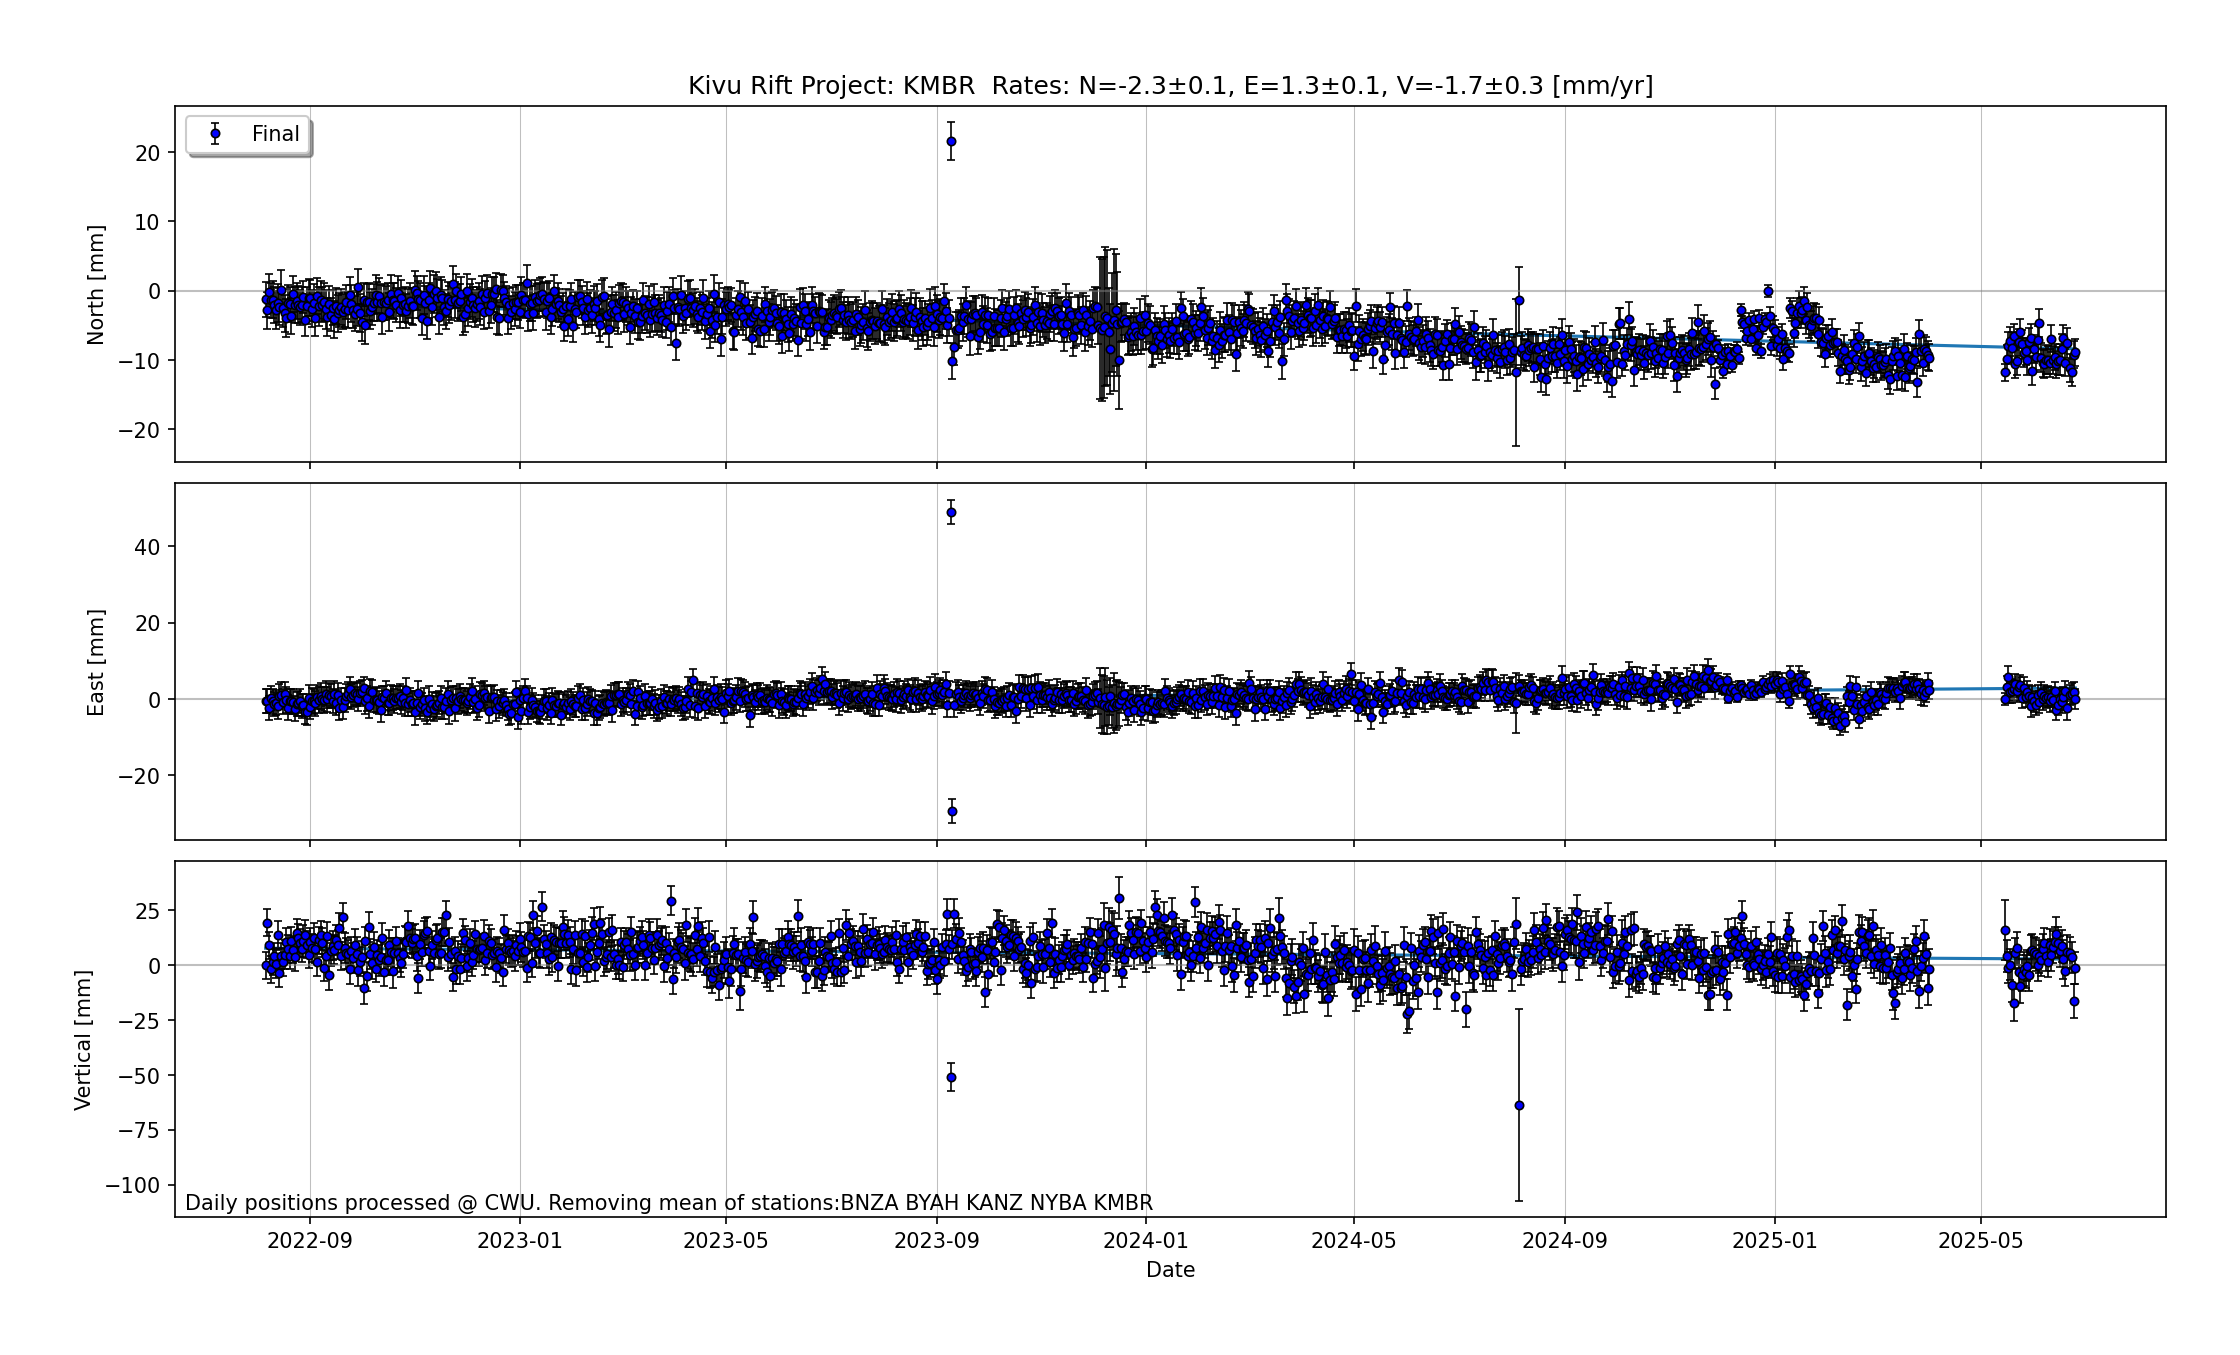 Kivu Rift Project: KMBR  Rates: N=-2.3±0.1, E=1.3±0.1, V=-1.7±0.3 [mm/yr]
Final
North [mm]
20
10
0
−10
−20
East [mm]
40
20
0
−20
Vertical [mm]
25
0
−25
−50
−75
−100
Daily positions processed @ CWU. Removing mean of stations:BNZA BYAH KANZ NYBA KMBR
2022-09 2023-01 2023-05 2023-09 2024-01 2024-05 2024-09 2025-01 2025-05
Date